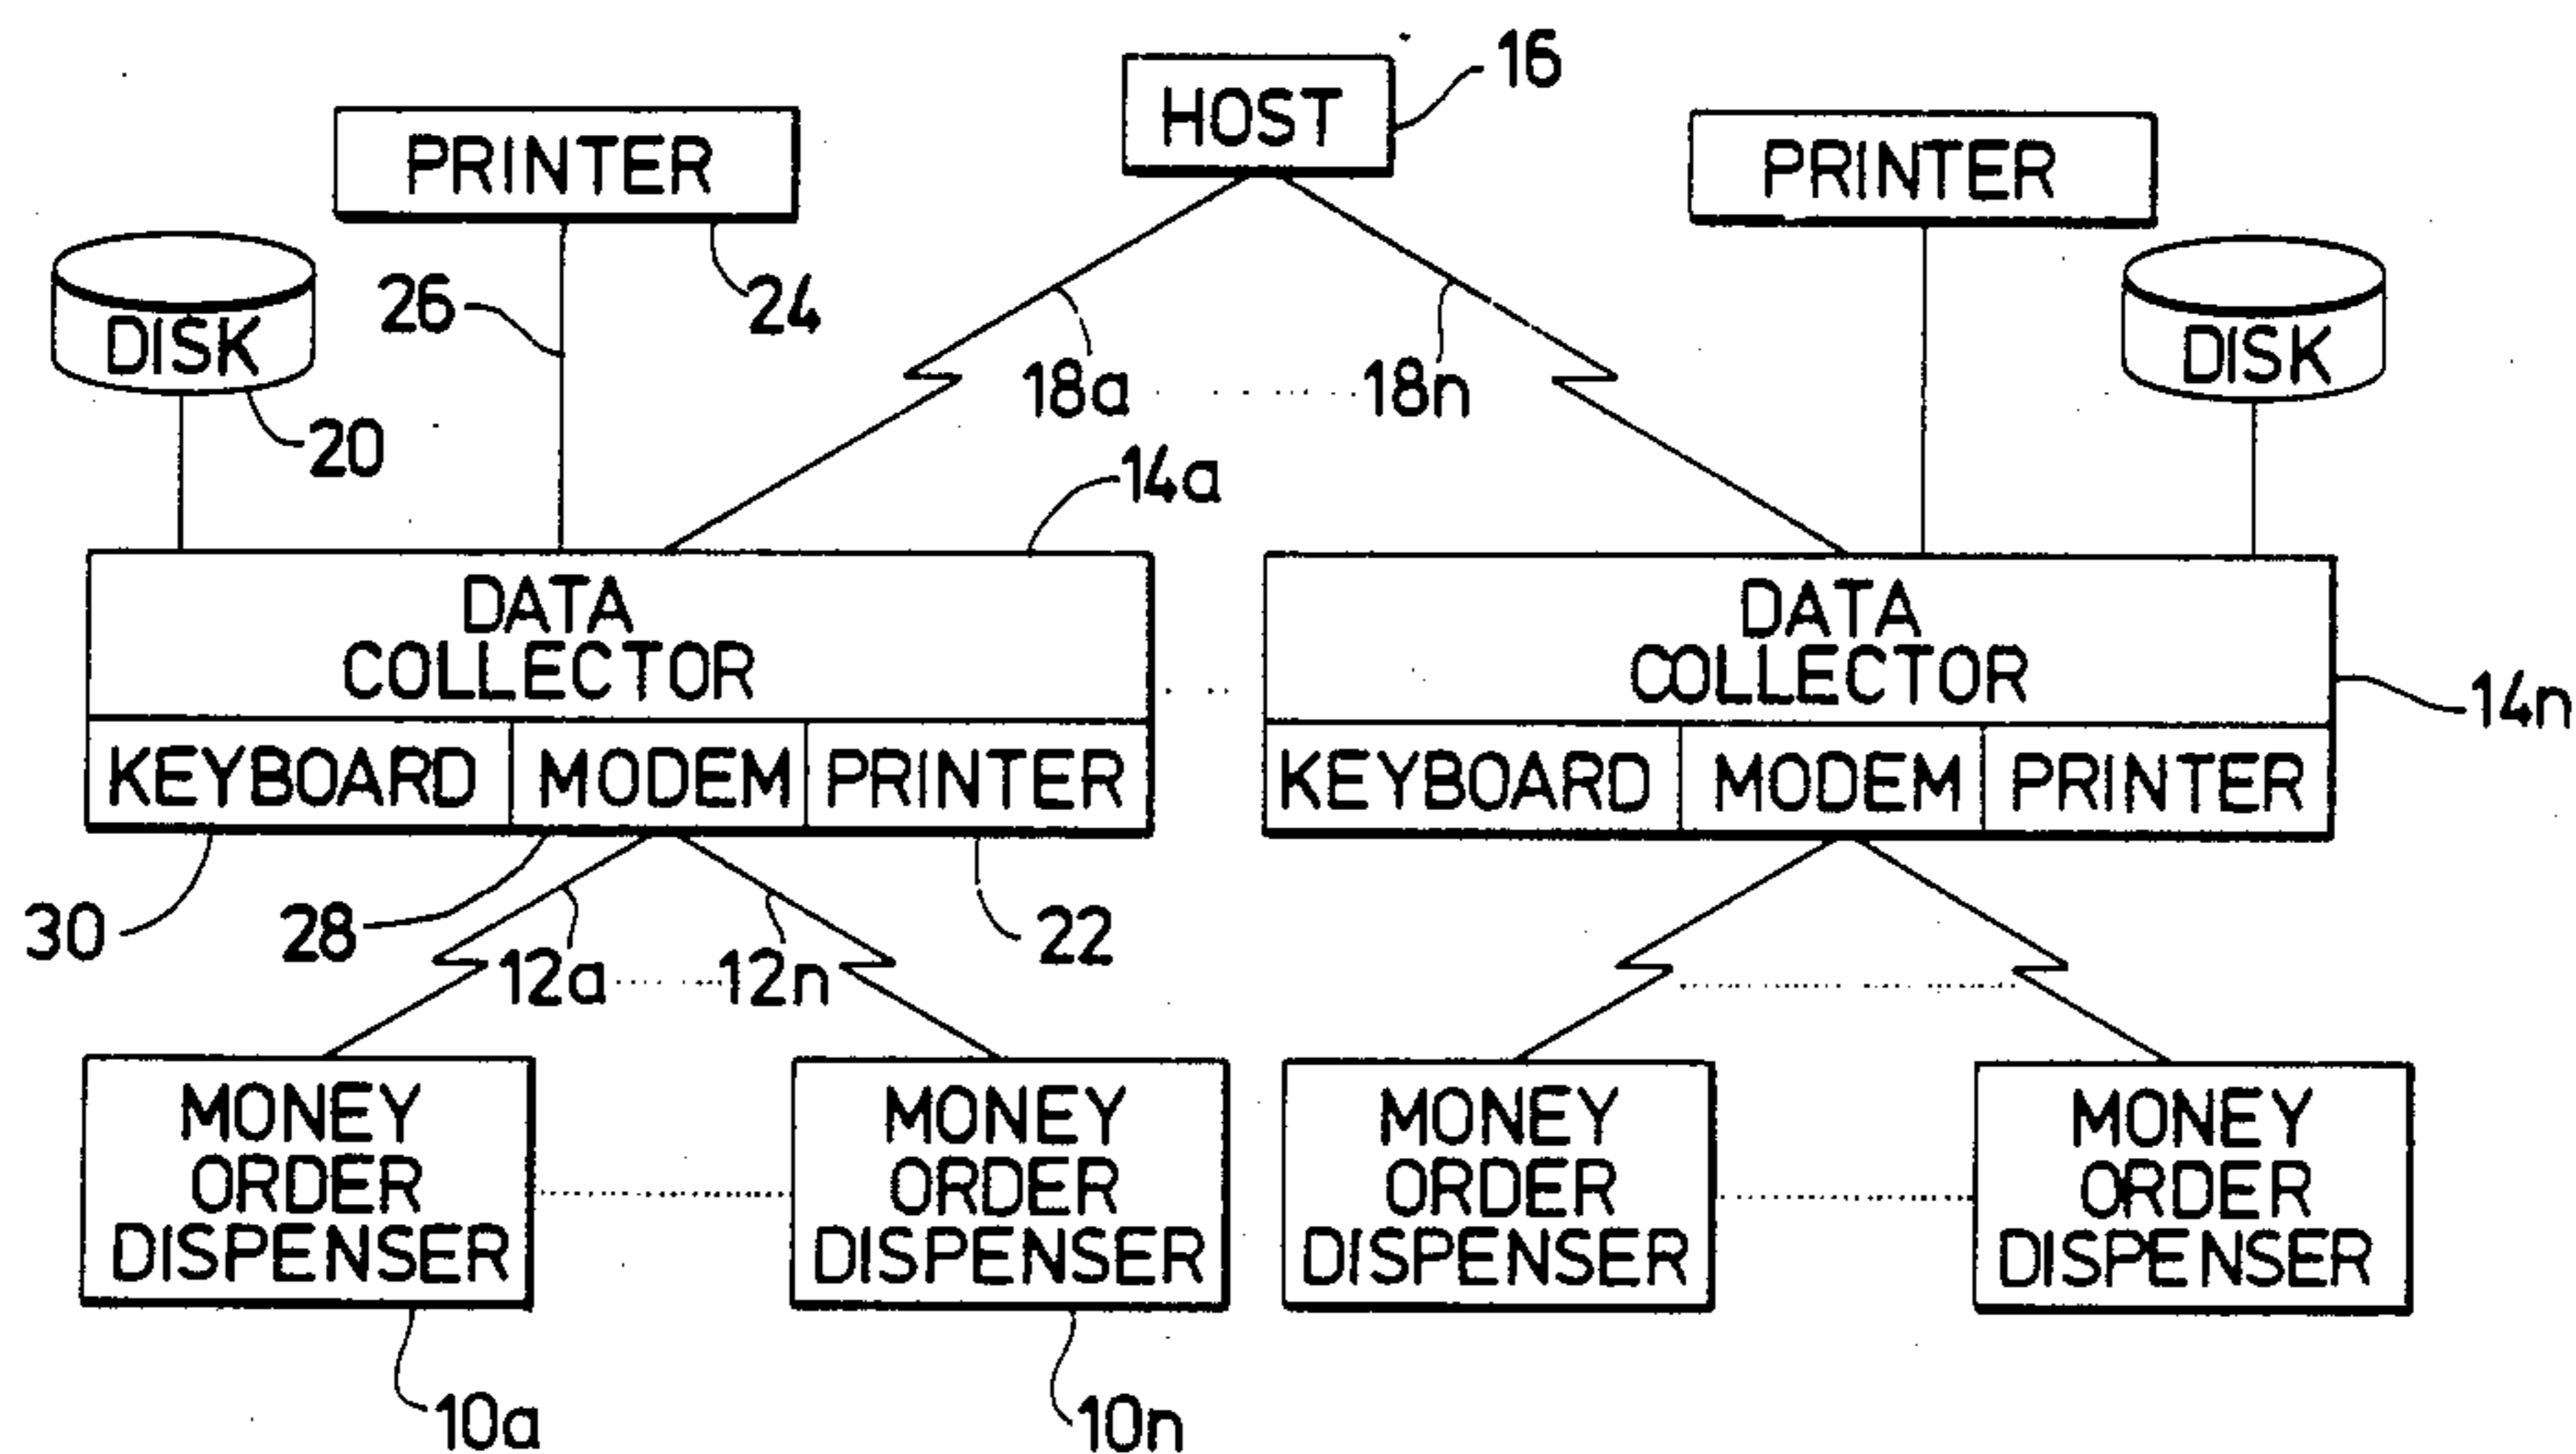 HOST
16
PRINTER
PRINTER
DISK
26
24
DISK
20
18a
18n
14a
DATA
COLLECTOR
DATA
COLLECTOR
14n
KEYBOARD
MODEM
PRINTER
KEYBOARD
MODEM
PRINTER
30
28
12a
12n
22
MONEY
ORDER
DISPENSER
MONEY
ORDER
DISPENSER
MONEY
ORDER
DISPENSER
MONEY
ORDER
DISPENSER
10a
10n